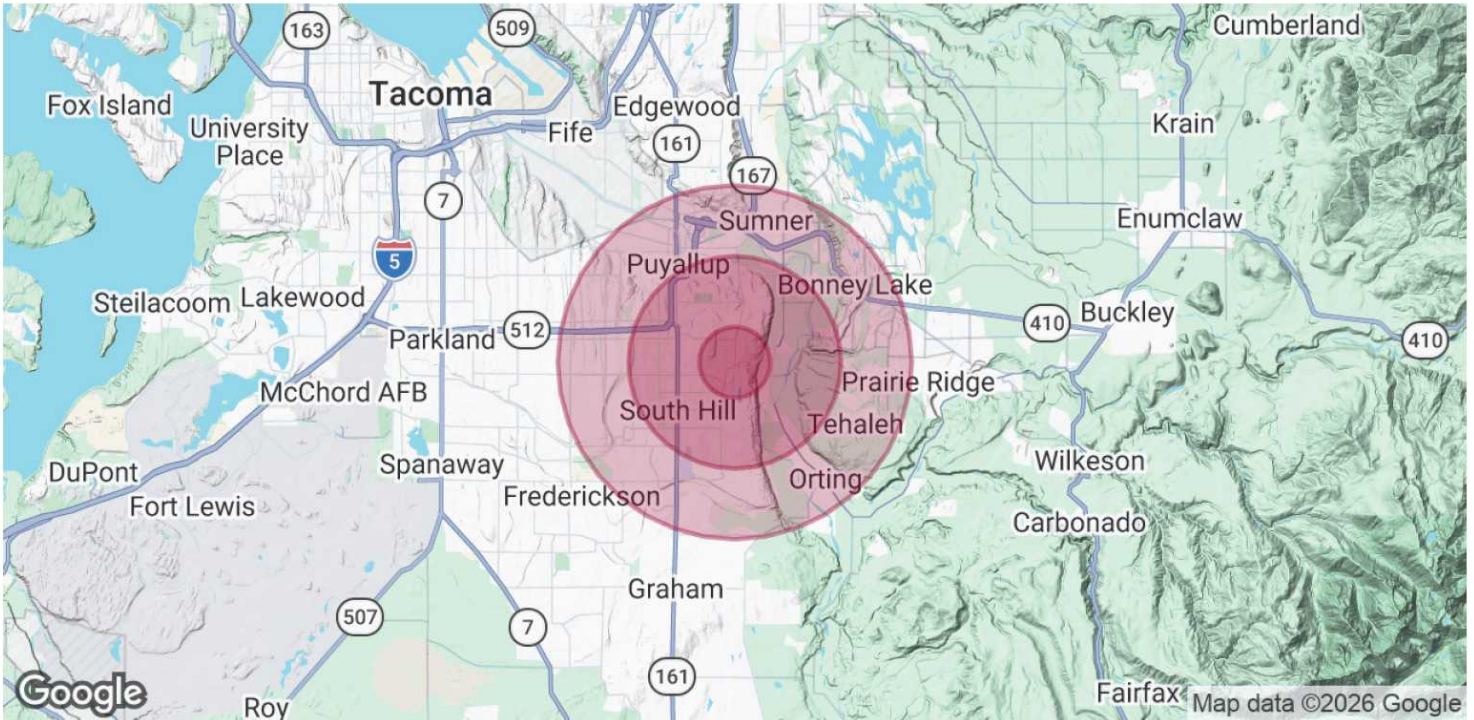 163
509
Cumberland
Tacoma
Fox Island
Edgewood
University
Place
Fife
161
Krain
167
7
Sumner
Enumclaw
5
Puyallup
Bonney Lake
Steilacoom
Lakewood
Buckley
Parkland
512
410
410
McChord AFB
Prairie Ridge
South Hill
Tehaleh
DuPont
Spanaway
Wilkeson
Orting
Fort Lewis
Frederickson
Carbonado
Graham
507
7
161
Google
Roy
Fairfax
Map data ©2026 Google